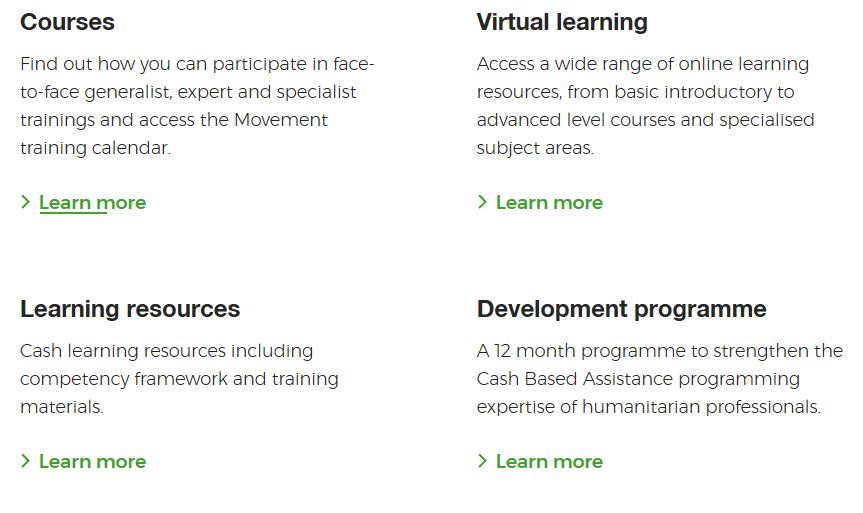 Courses
Find out how you can participate in face-
to-face generalist, expert and specialist
trainings and access the Movement
training calendar.
Learn more
Virtual learning
Access a wide range of online learning
resources, from basic introductory to
advanced level courses and specialised
subject areas.
Learn more
Learning resources
Cash learning resources including
competency framework and training
materials.
Learn more
Development programme
A 12 month programme to strengthen the
Cash Based Assistance programming
expertise of humanitarian professionals.
Learn more